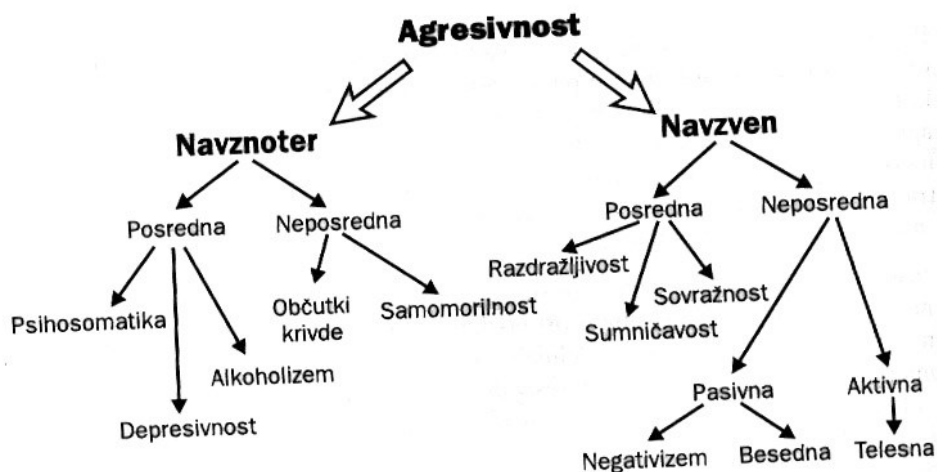 Agresivnost
Navznoter
Navzven
Posredna
Neposredna
Posredna
Neposredna
Razdražljivost
Sovražnost
Psihosomatika
Občutki
krivde
Samomorilnost
Sumničavost
Alkoholizem
Depresivnost
Pasivna
Aktivna
Negativizem
Besedna
Telesna